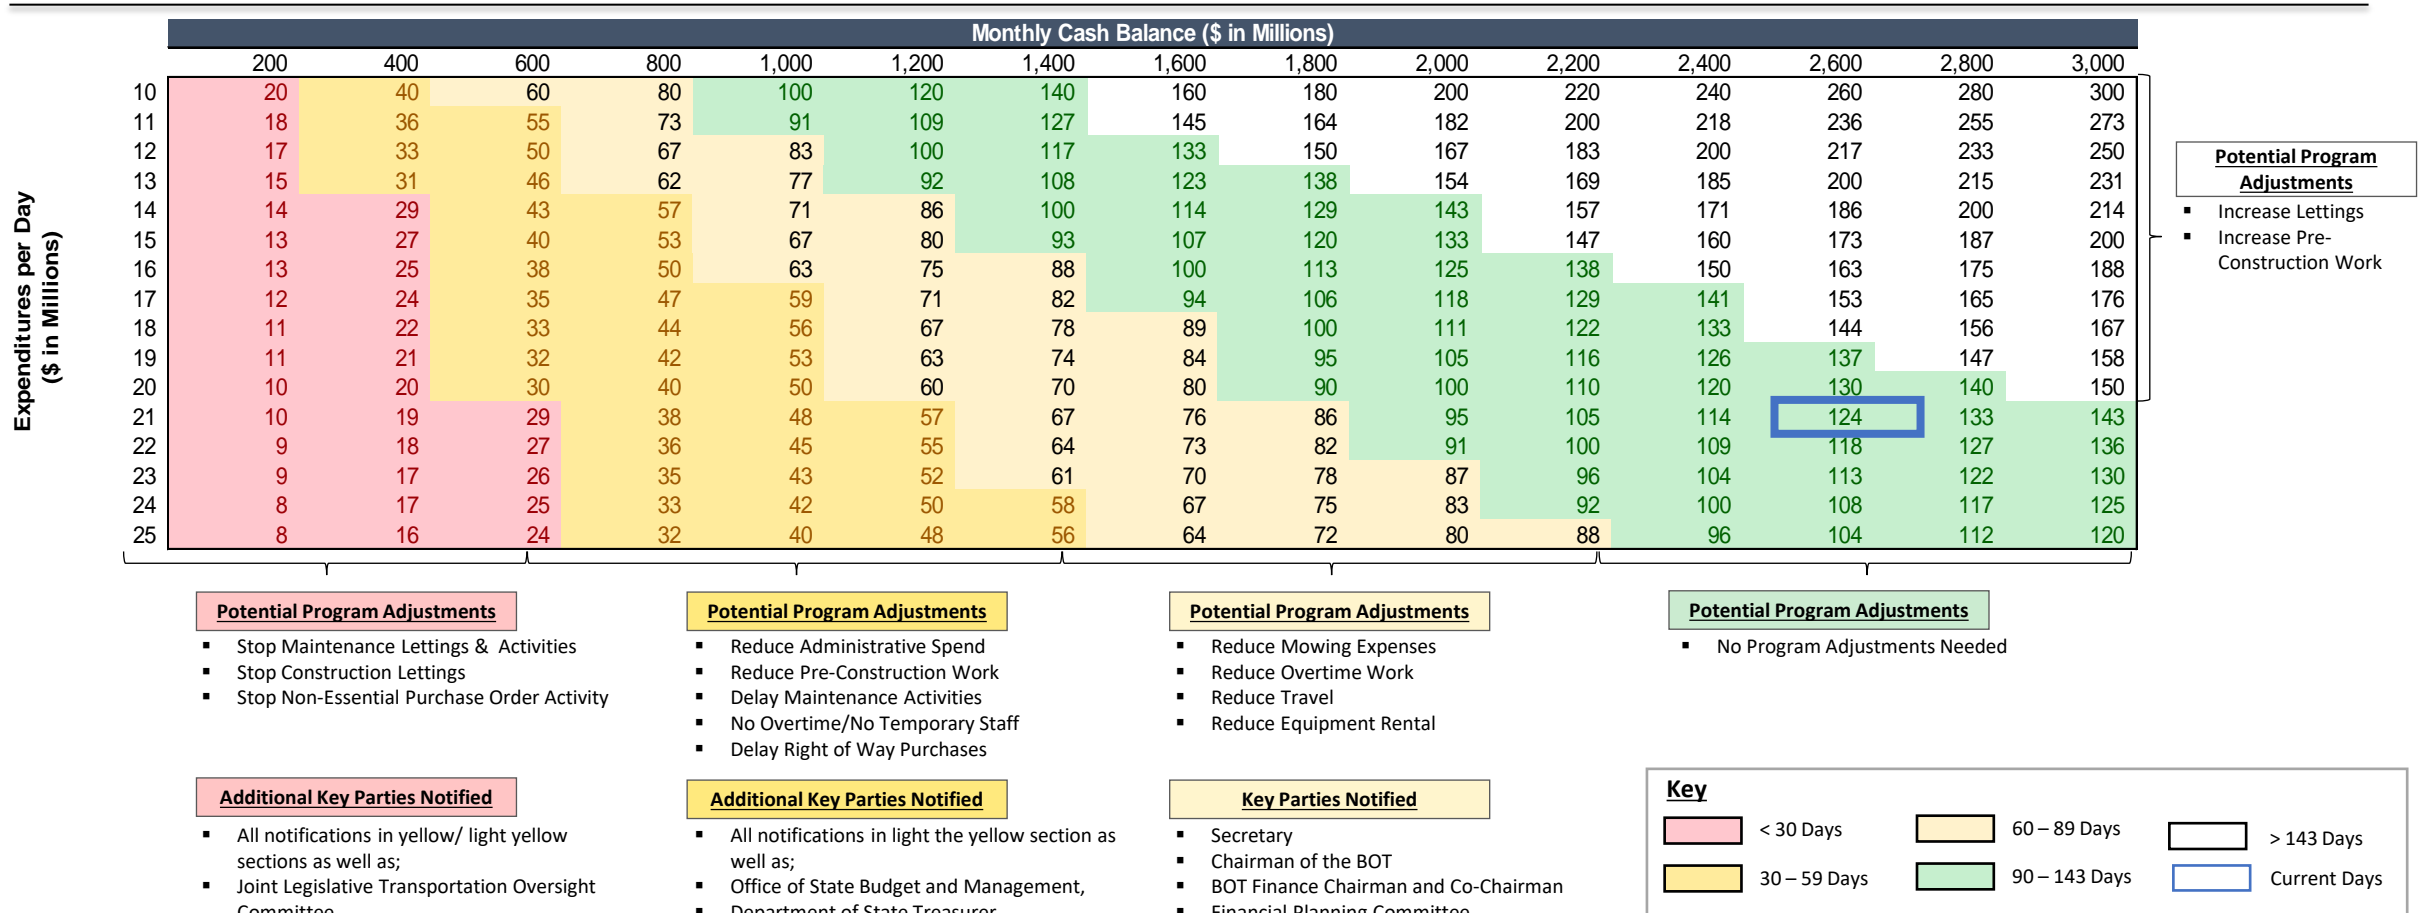 Monthly Cash Balance ($ in Millions)
200 400 600 800 1,000 1,200 1,400 1,600 1,800 2,000 2,200 2,400 2,600 2,800 3,000
10 20 40 60 80 100 120 140 160 180 200 220 240 260 280 300
11 18 36 55 73 91 109 127 145 164 182 200 218 236 255 273
12 17 33 50 67 83 100 117 133 150 167 183 200 217 233 250
13 15 31 46 62 77 92 108 123 138 154 169 185 200 215 231
14 14 29 43 57 71 86 100 114 129 143 157 171 186 200 214
15 13 27 40 53 67 80 93 107 120 133 147 160 173 187 200
16 13 25 38 50 63 75 88 100 113 125 138 150 163 175 188
17 12 24 35 47 59 71 82 94 106 118 129 141 153 165 176
18 11 22 33 44 56 67 78 89 100 111 122 133 144 156 167
19 11 21 32 42 53 63 74 84 95 105 116 126 137 147 158
20 10 20 30 40 50 60 70 80 90 100 110 120 130 140 150
21 10 19 29 38 48 57 67 76 86 95 105 114 124 133 143
22 9 18 27 36 45 55 64 73 82 91 100 109 118 127 136
23 9 17 26 35 43 52 61 70 78 87 96 104 113 122 130
24 8 17 25 33 42 50 58 67 75 83 92 100 108 117 125
25 8 16 24 32 40 48 56 64 72 80 88 96 104 112 120
Expenditures per Day
($ in Millions)
Potential Program
Adjustments
▪ Increase Lettings
▪ Increase Pre-
Construction Work
Potential Program Adjustments
▪ Stop Maintenance Lettings & Activities
▪ Stop Construction Lettings
▪ Stop Non-Essential Purchase Order Activity
Potential Program Adjustments
▪ Reduce Administrative Spend
▪ Reduce Pre-Construction Work
▪ Delay Maintenance Activities
▪ No Overtime/No Temporary Staff
▪ Delay Right of Way Purchases
Potential Program Adjustments
▪ Reduce Mowing Expenses
▪ Reduce Overtime Work
▪ Reduce Travel
▪ Reduce Equipment Rental
Potential Program Adjustments
▪ No Program Adjustments Needed
Additional Key Parties Notified
▪ All notifications in yellow/ light yellow
sections as well as;
▪ Joint Legislative Transportation Oversight
Committee
Additional Key Parties Notified
▪ All notifications in light the yellow section as
well as;
▪ Office of State Budget and Management,
▪ Department of State Treasurer
Key Parties Notified
▪ Secretary
▪ Chairman of the BOT
▪ BOT Finance Chairman and Co-Chairman
▪ Financial Planning Committee
Key
< 30 Days
60 – 89 Days
> 143 Days
30 – 59 Days
90 – 143 Days
Current Days